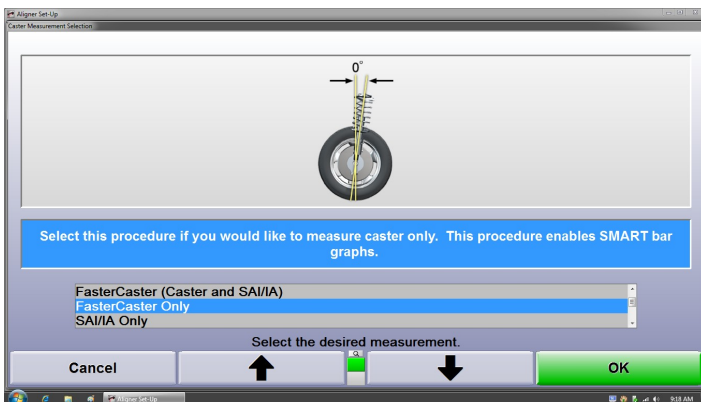 Aligner Set-Up
Caster Measurement Selection
0°
Select this procedure if you would like to measure caster only. This procedure enables SMART bar
graphs.
FasterCaster (Caster and SAI/IA)
FasterCaster Only
SAI/IA Only
Select the desired measurement.
Cancel
OK
Aligner Set-Up
9:18 AM